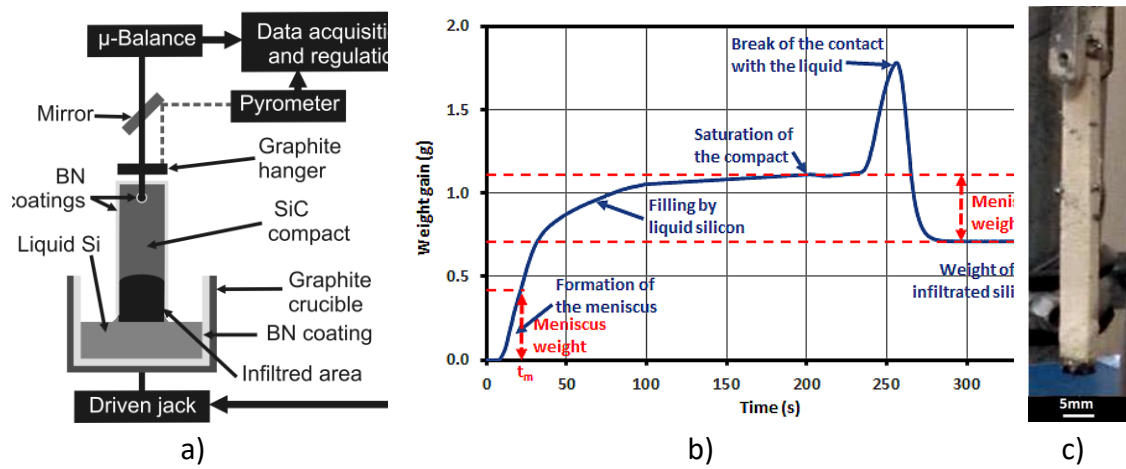 μ-Balance
Data acquisitio
and regulation
Mirror
Pyrometer
Graphite
hanger
BN
coatings
SiC
compact
Liquid Si
Graphite
crucible
BN coating
Infiltred area
Driven jack
a)
Weight gain (g)
2.0
1.5
1.0
0.5
0.0
Break of the contact
with the liquid
Saturation of
the compact
Filling by
liquid silicon
Menis
weight
Formation of
the meniscus
Meniscus
weight
Weight of
infiltrated sili
tm
0 50 100 150 200 250 300
Time (s)
b)
5mm
c)